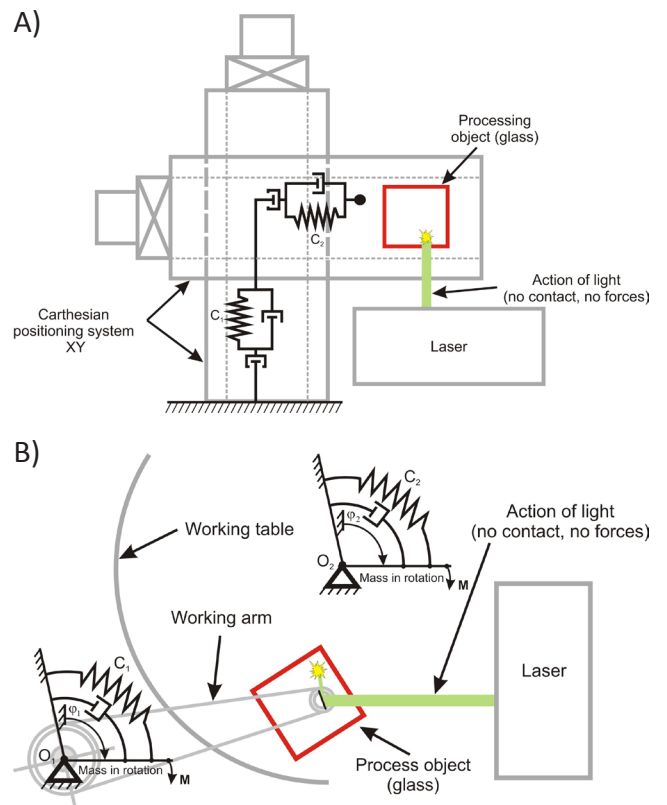 A)
Processing
object (glass)
C2
C1
Action of light
(no contact, no forces)
Carthesian
positioning system
XY
Laser
B)
C2
Action of light
(no contact, no forces)
φ2
Working table
O2
Mass in rotation
M
Working arm
C1
Laser
φ1
O1
Mass in rotation
M
Process object
(glass)